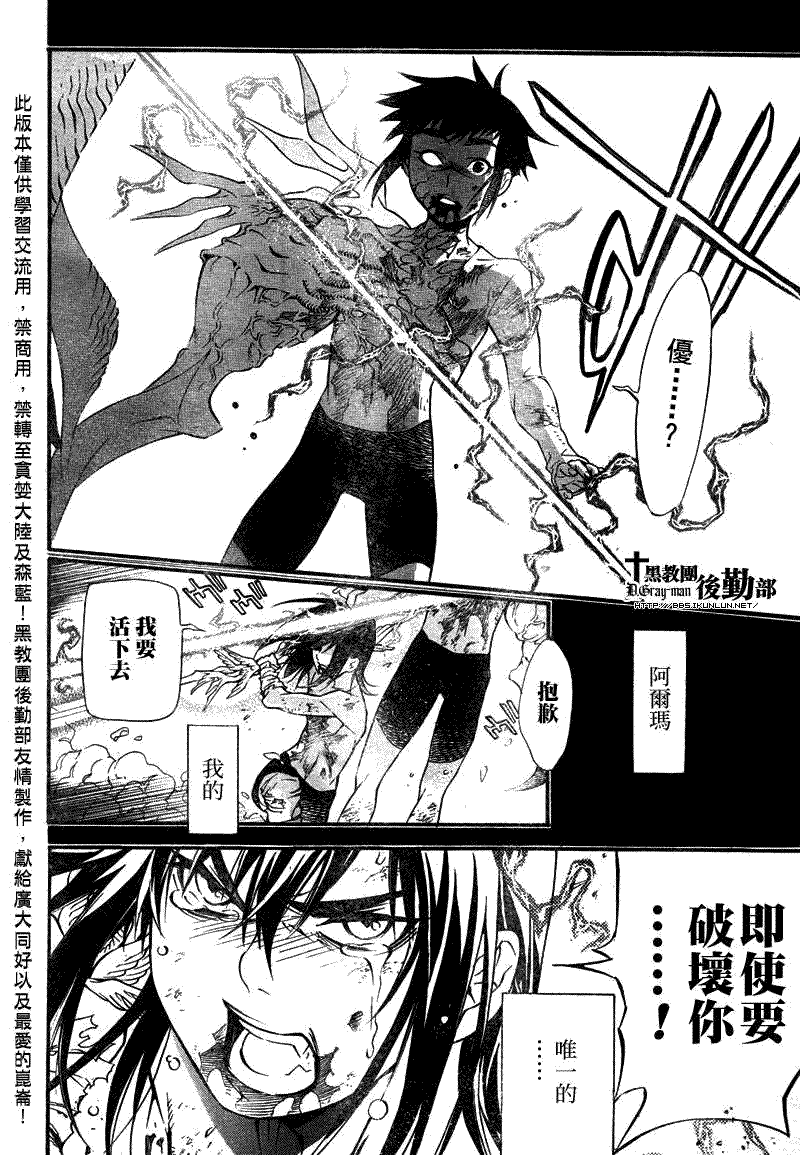 優……?
†黑教團
D.Gray-man
後勤部
HTTP://BBS.IKUNLUN.NET/
阿爾瑪
抱歉
我要
活下去
我的
即使要
破壞你
……!
唯一的
……
此版本僅供學習交流用，禁商用，禁轉至貪婪大陸及森藍！黑教團後勤部友情製作，獻給廣大同好以及最愛的崑崙！